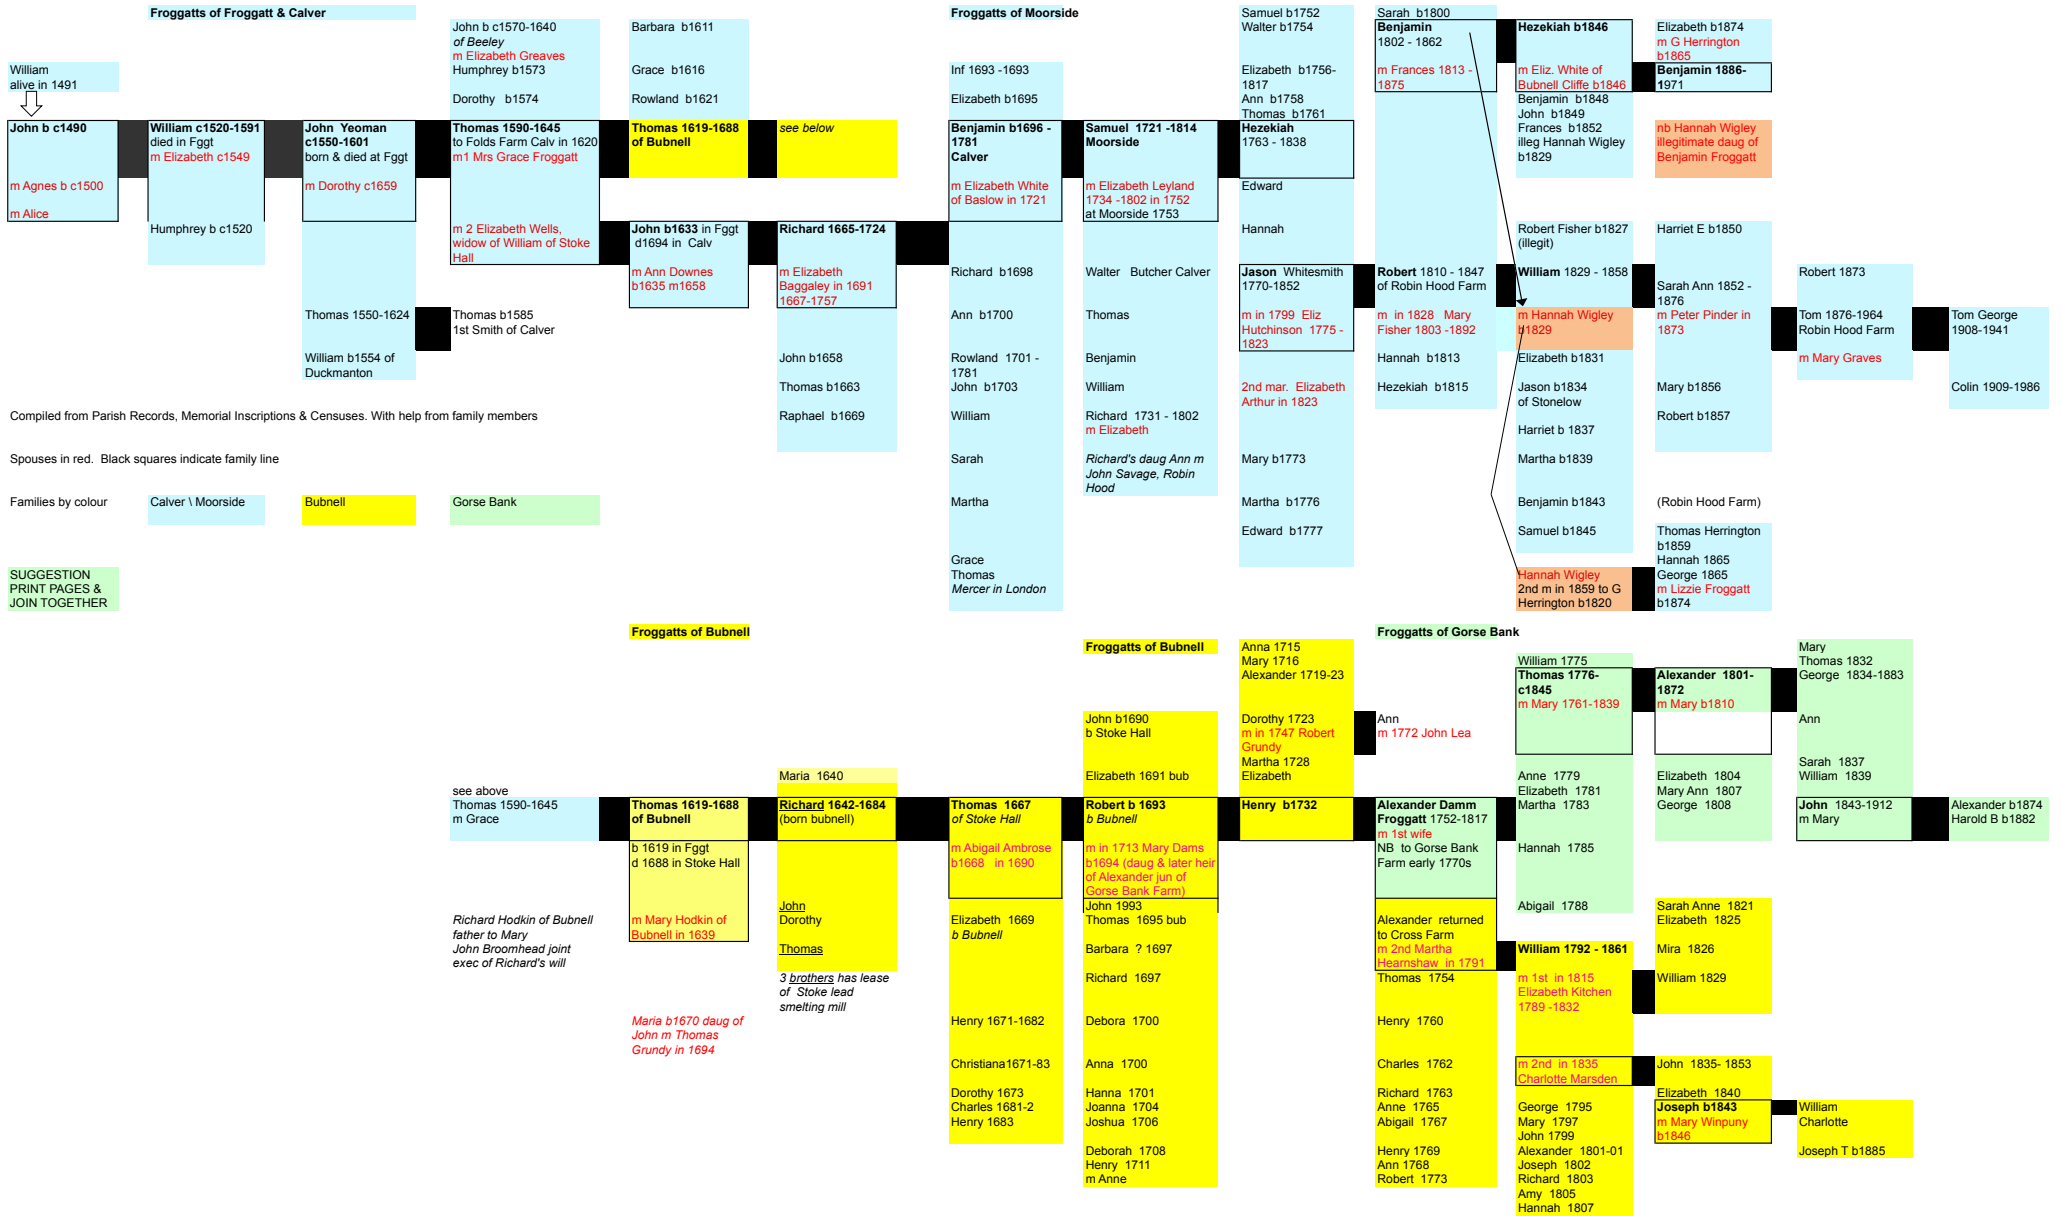 Froggatts of Froggatt & Calver
William
alive in 1491
John b c1490
m Agnes b c1500
m Alice
William c1520-1591
died in Fggt
m Elizabeth c1549
Humphrey b c1520
John Yeoman
c1550-1601
born & died at Fggt
m Dorothy c1659
Thomas 1550-1624
William b1554 of
Duckmanton
John b c1570-1640
of Beeley
m Elizabeth Greaves
Humphrey b1573
Dorothy b1574
Thomas 1590-1645
to Folds Farm Calv in 1620
m1 Mrs Grace Froggatt
m 2 Elizabeth Wells,
widow of William of Stoke
Hall
Thomas b1585
1st Smith of Calver
Barbara b1611
Grace b1616
Rowland b1621
Thomas 1619-1688
of Bubnell
John b1633 in Fggt
d1694 in Calv
m Ann Downes
b1635 m1658
see below
Richard 1665-1724
m Elizabeth
Baggaley in 1691
1667-1757
John b1658
Thomas b1663
Raphael b1669
Froggatts of Moorside
Inf 1693 -1693
Elizabeth b1695
Benjamin b1696 -
1781
Calver
m Elizabeth White
of Baslow in 1721
Richard b1698
Ann b1700
Rowland 1701 -
1781
John b1703
William
Sarah
Martha
Grace
Thomas
Mercer in London
Samuel 1721 -1814
Moorside
m Elizabeth Leyland
1734 -1802 in 1752
at Moorside 1753
Walter Butcher Calver
Thomas
Benjamin
William
Richard 1731 - 1802
m Elizabeth
Richard's daug Ann m
John Savage, Robin
Hood
Samuel b1752
Walter b1754
Elizabeth b1756-
1817
Ann b1758
Thomas b1761
Hezekiah
1763 - 1838
Edward
Hannah
Jason Whitesmith
1770-1852
m in 1799 Eliz
Hutchinson 1775 -
1823
2nd mar. Elizabeth
Arthur in 1823
Mary b1773
Martha b1776
Edward b1777
Sarah b1800
Benjamin
1802 - 1862
m Frances 1813 -
1875
Robert 1810 - 1847
of Robin Hood Farm
m in 1828 Mary
Fisher 1803 -1892
Hannah b1813
Hezekiah b1815
Hezekiah b1846
m Eliz. White of
Bubnell Cliffe b1846
Benjamin b1848
John b1849
Frances b1852
illeg Hannah Wigley
b1829
Robert Fisher b1827
(illegit)
William 1829 - 1858
m Hannah Wigley
b1829
Elizabeth b1831
Jason b1834
of Stonelow
Harriet b 1837
Martha b1839
Benjamin b1843
Samuel b1845
Hannah Wigley
2nd m in 1859 to G
Herrington b1820
Elizabeth b1874
m G Herrington
b1865
Benjamin 1886-
1971
nb Hannah Wigley
illegitimate daug of
Benjamin Froggatt
Harriet E b1850
Sarah Ann 1852 -
1876
m Peter Pinder in
1873
Mary b1856
Robert b1857
(Robin Hood Farm)
Thomas Herrington
b1859
Hannah 1865
George 1865
m Lizzie Froggatt
b1874
Robert 1873
Tom 1876-1964
Robin Hood Farm
m Mary Graves
Tom George
1908-1941
Colin 1909-1986
Compiled from Parish Records, Memorial Inscriptions & Censuses. With help from family members
Spouses in red. Black squares indicate family line
Families by colour
Calver \ Moorside
Bubnell
Gorse Bank
SUGGESTION
PRINT PAGES &
JOIN TOGETHER
Froggatts of Bubnell
see above
Thomas 1590-1645
m Grace
Richard Hodkin of Bubnell
father to Mary
John Broomhead joint
exec of Richard's will
Thomas 1619-1688
of Bubnell
b 1619 in Fggt
d 1688 in Stoke Hall
m Mary Hodkin of
Bubnell in 1639
Maria b1670 daug of
John m Thomas
Grundy in 1694
Maria 1640
Richard 1642-1684
(born bubnell)
John
Dorothy
Thomas
3 brothers has lease
of Stoke lead
smelting mill
Thomas 1667
of Stoke Hall
m Abigail Ambrose
b1668 in 1690
Elizabeth 1669
b Bubnell
Henry 1671-1682
Christiana1671-83
Dorothy 1673
Charles 1681-2
Henry 1683
Froggatts of Bubnell
John b1690
b Stoke Hall
Elizabeth 1691 bub
Robert b 1693
b Bubnell
m in 1713 Mary Dams
b1694 (daug & later heir
of Alexander jun of
Gorse Bank Farm)
John 1993
Thomas 1695 bub
Barbara ? 1697
Richard 1697
Debora 1700
Anna 1700
Hanna 1701
Joanna 1704
Joshua 1706
Deborah 1708
Henry 1711
m Anne
Anna 1715
Mary 1716
Alexander 1719-23
Dorothy 1723
m in 1747 Robert
Grundy
Martha 1728
Elizabeth
Henry b1732
Froggatts of Gorse Bank
Ann
m 1772 John Lea
Alexander Damm
Froggatt 1752-1817
m 1st wife
NB to Gorse Bank
Farm early 1770s
Alexander returned
to Cross Farm
m 2nd Martha
Hearnshaw in 1791
Thomas 1754
Henry 1760
Charles 1762
Richard 1763
Anne 1765
Abigail 1767
Henry 1769
Ann 1768
Robert 1773
William 1775
Thomas 1776-
c1845
m Mary 1761-1839
Anne 1779
Elizabeth 1781
Martha 1783
Hannah 1785
Abigail 1788
William 1792 - 1861
m 1st in 1815
Elizabeth Kitchen
1789 -1832
m 2nd in 1835
Charlotte Marsden
George 1795
Mary 1797
John 1799
Alexander 1801-01
Joseph 1802
Richard 1803
Amy 1805
Hannah 1807
Alexander 1801-
1872
m Mary b1810
Elizabeth 1804
Mary Ann 1807
George 1808
Sarah Anne 1821
Elizabeth 1825
Mira 1826
William 1829
John 1835- 1853
Elizabeth 1840
Joseph b1843
m Mary Winpuny
b1846
Mary
Thomas 1832
George 1834-1883
Ann
Sarah 1837
William 1839
John 1843-1912
m Mary
William
Charlotte
Joseph T b1885
Alexander b1874
Harold B b1882